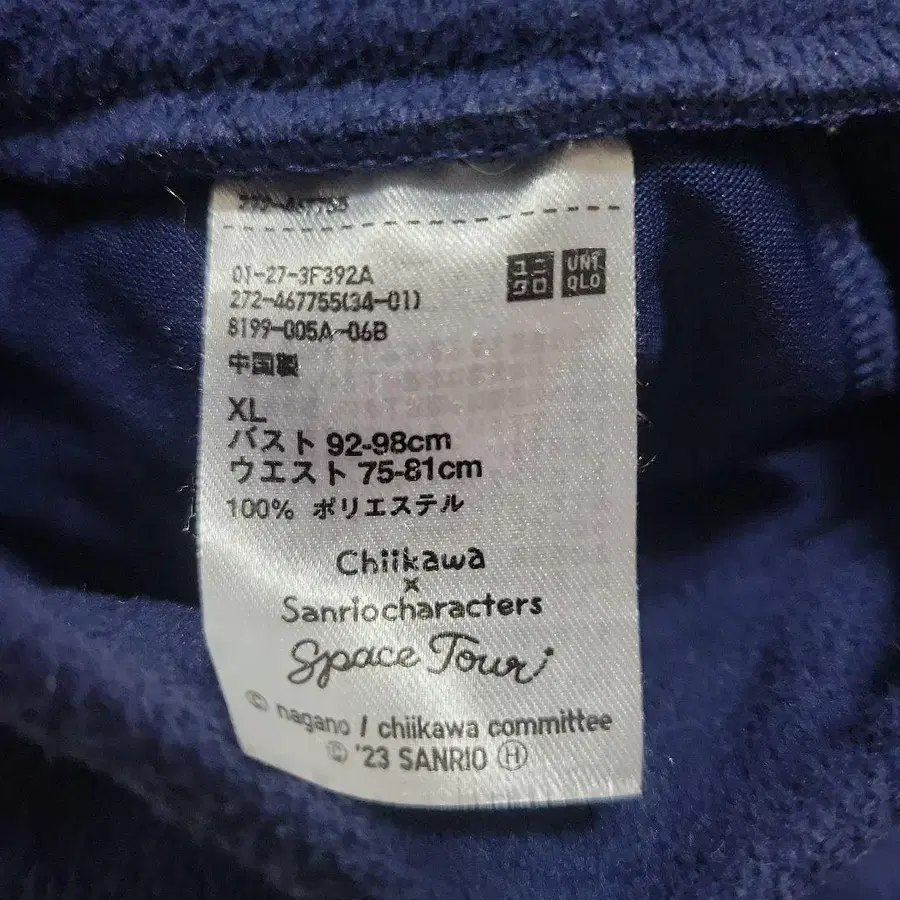 272-467755
01-27-3F392A
272-467755(34-01)
8199-005A-06B
ユニ
クロ
UNI
QLO
中国製
XL
バスト 92-98cm
ウエスト 75-81cm
100% ポリエステル
Chiikawa
×
Sanriocharacters
Space Tour
© nagano / chiikawa committee
© '23 SANRIO Ⓗ